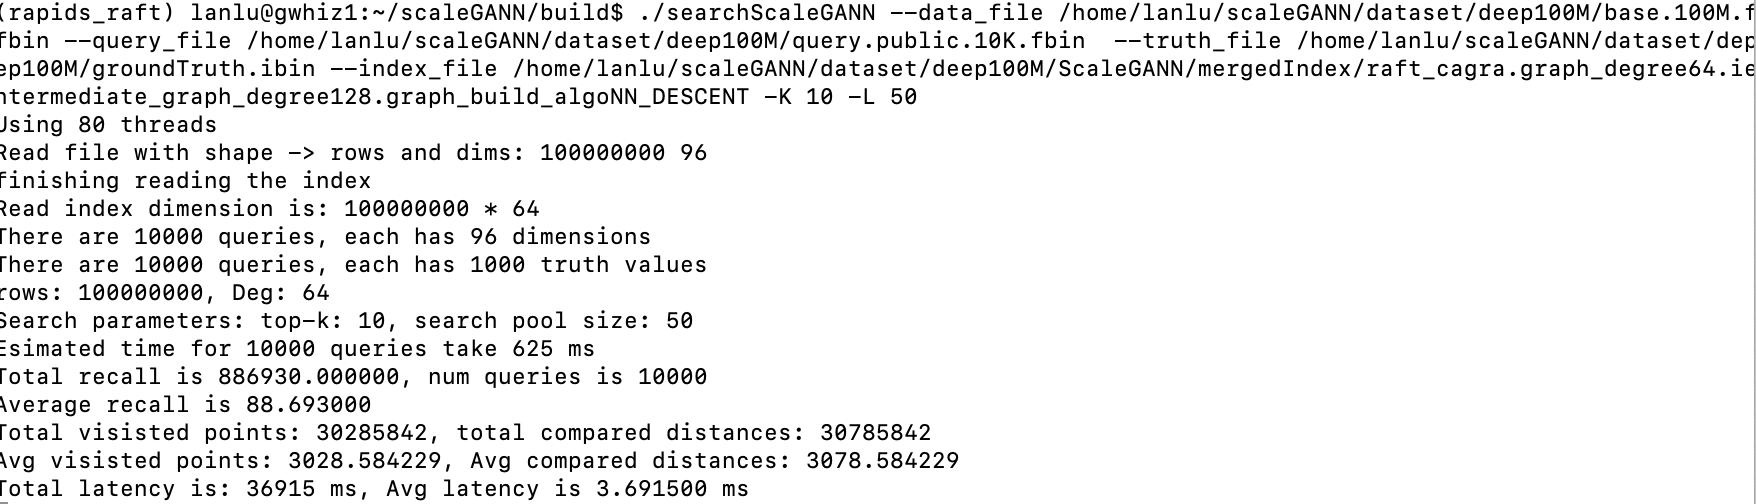 (rapids_raft) lanlu@gwhiz1:~/scaleGANN/build$ ./searchScaleGANN --data_file /home/lanlu/scaleGANN/dataset/deep100M/base.100M.f
fbin --query_file /home/lanlu/scaleGANN/dataset/deep100M/query.public.10K.fbin  --truth_file /home/lanlu/scaleGANN/dataset/dep
ep100M/groundTruth.ibin --index_file /home/lanlu/scaleGANN/dataset/deep100M/ScaleGANN/mergedIndex/raft_cagra.graph_degree64.ie
ntermediate_graph_degree128.graph_build_algoNN_DESCENT -K 10 -L 50
Using 80 threads
Read file with shape -> rows and dims: 100000000 96
finishing reading the index
Read index dimension is: 100000000 * 64
There are 10000 queries, each has 96 dimensions
There are 10000 queries, each has 1000 truth values
rows: 100000000, Deg: 64
Search parameters: top-k: 10, search pool size: 50
Esimated time for 10000 queries take 625 ms
Total recall is 886930.000000, num queries is 10000
Average recall is 88.693000
Total visisted points: 30285842, total compared distances: 30785842
Avg visisted points: 3028.584229, Avg compared distances: 3078.584229
Total latency is: 36915 ms, Avg latency is 3.691500 ms